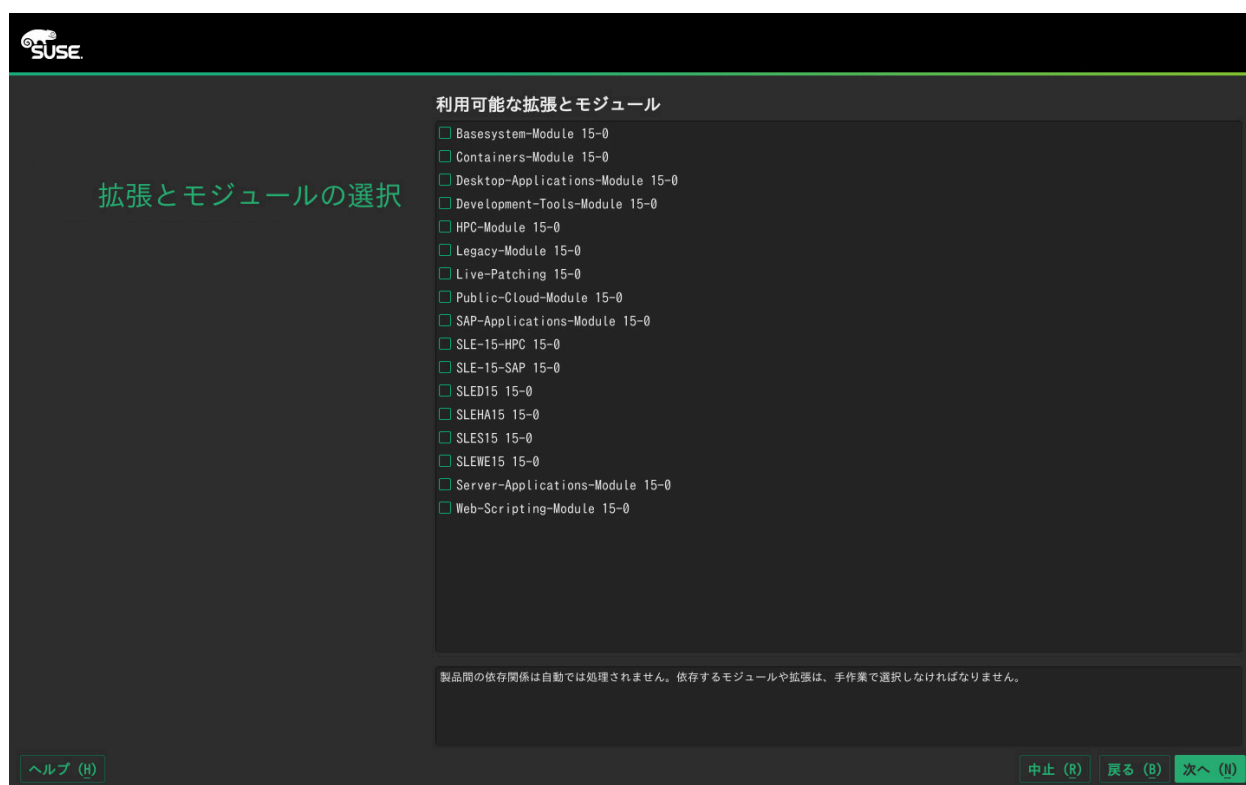 SUSE.
利用可能な拡張とモジュール
拡張とモジュールの選択
Basesystem-Module 15-0
Containers-Module 15-0
Desktop-Applications-Module 15-0
Development-Tools-Module 15-0
HPC-Module 15-0
Legacy-Module 15-0
Live-Patching 15-0
Public-Cloud-Module 15-0
SAP-Applications-Module 15-0
SLE-15-HPC 15-0
SLE-15-SAP 15-0
SLED15 15-0
SLEHA15 15-0
SLES15 15-0
SLEWE15 15-0
Server-Applications-Module 15-0
Web-Scripting-Module 15-0
製品間の依存関係は自動では処理されません。依存するモジュールや拡張は、手作業で選択しなければなりません。
ヘルプ (H)
中止 (R)
戻る (B)
次へ (N)